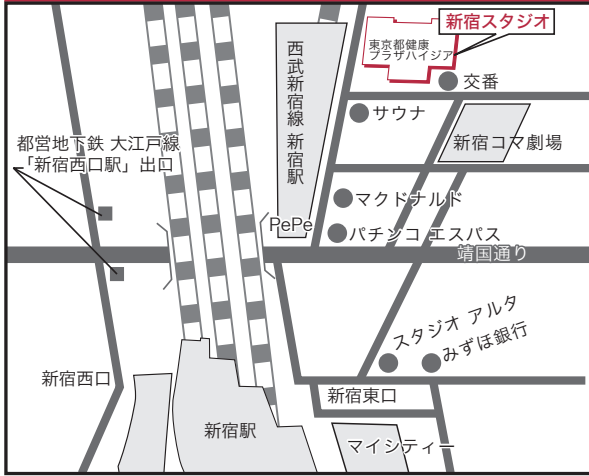 新宿スタジオ
東京都健康
プラザハイジア
交番
西武新宿線 新宿駅
サウナ
新宿コマ劇場
都営地下鉄 大江戸線
「新宿西口駅」出口
マクドナルド
PePe
パチンコ エスパス
靖国通り
スタジオ アルタ
みずほ銀行
新宿西口
新宿東口
新宿駅
マイシティー